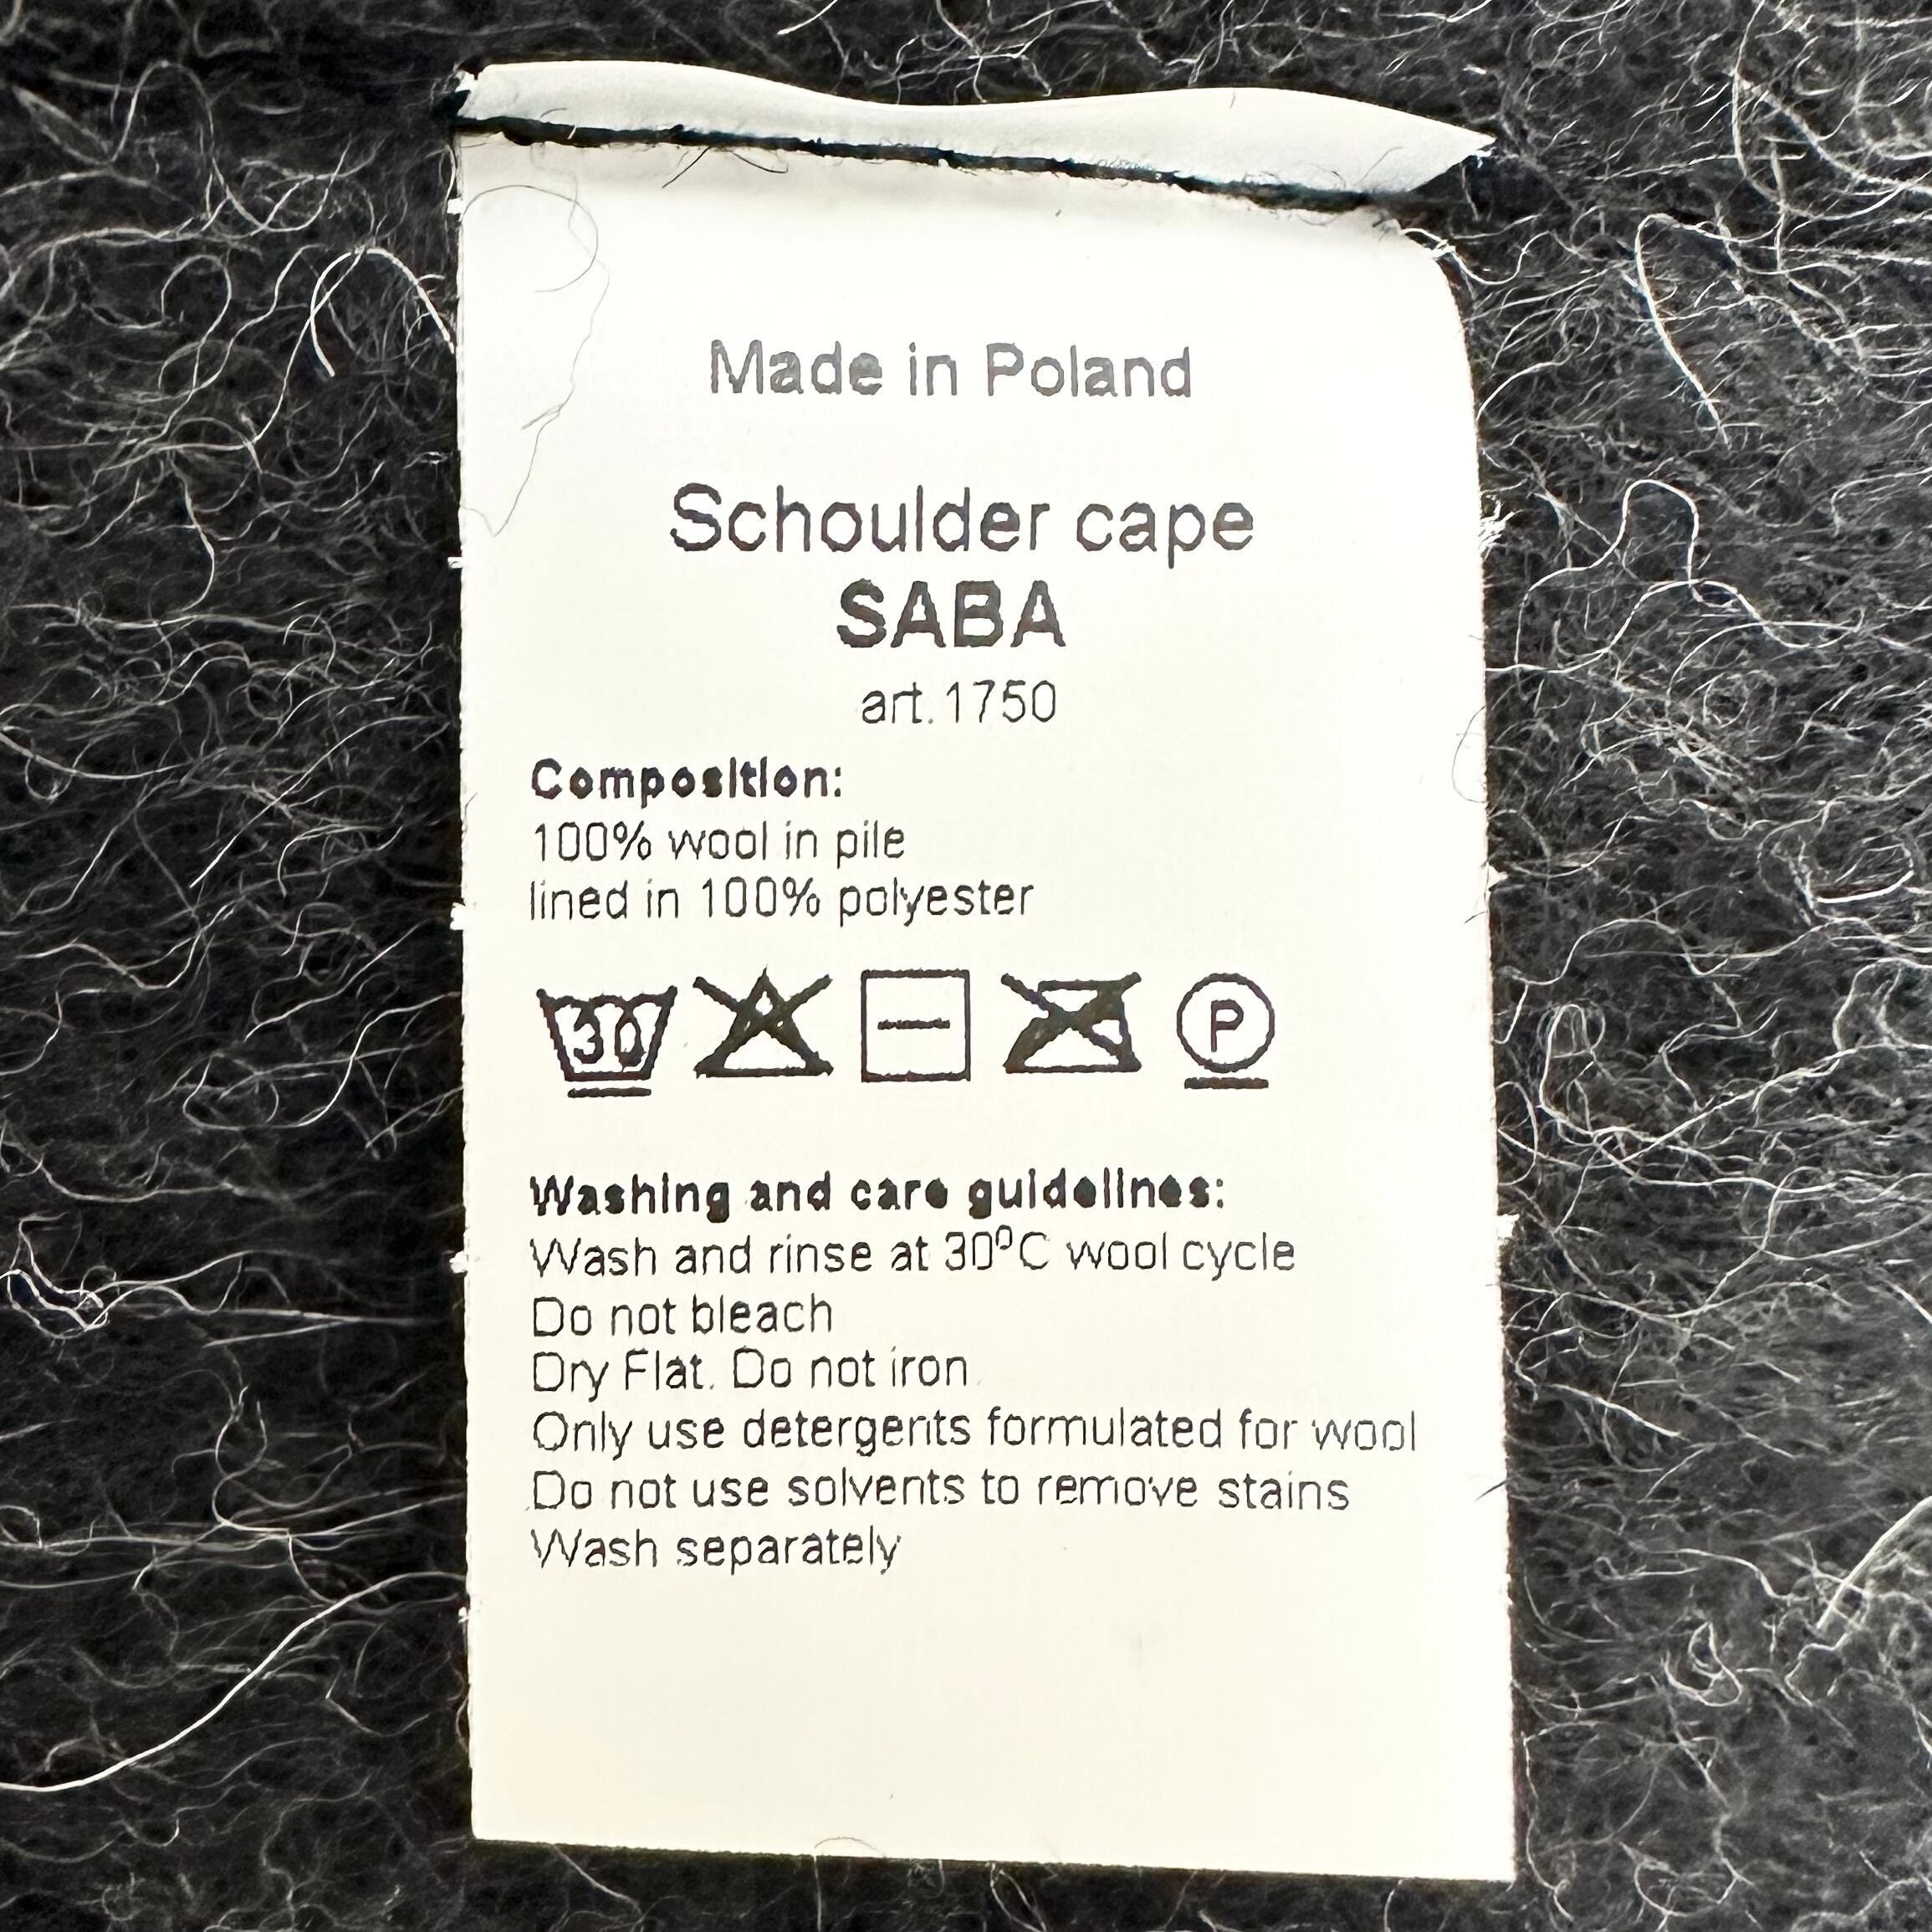 Made in Poland
Schoulder cape
SABA
art.1750
Composition:
100% wool in pile
lined in 100% polyester
30 P
Washing and care guidelines:
Wash and rinse at 30⁰C wool cycle
Do not bleach
Dry Flat. Do not iron
Only use detergents formulated for wool
Do not use solvents to remove stains
Wash separately